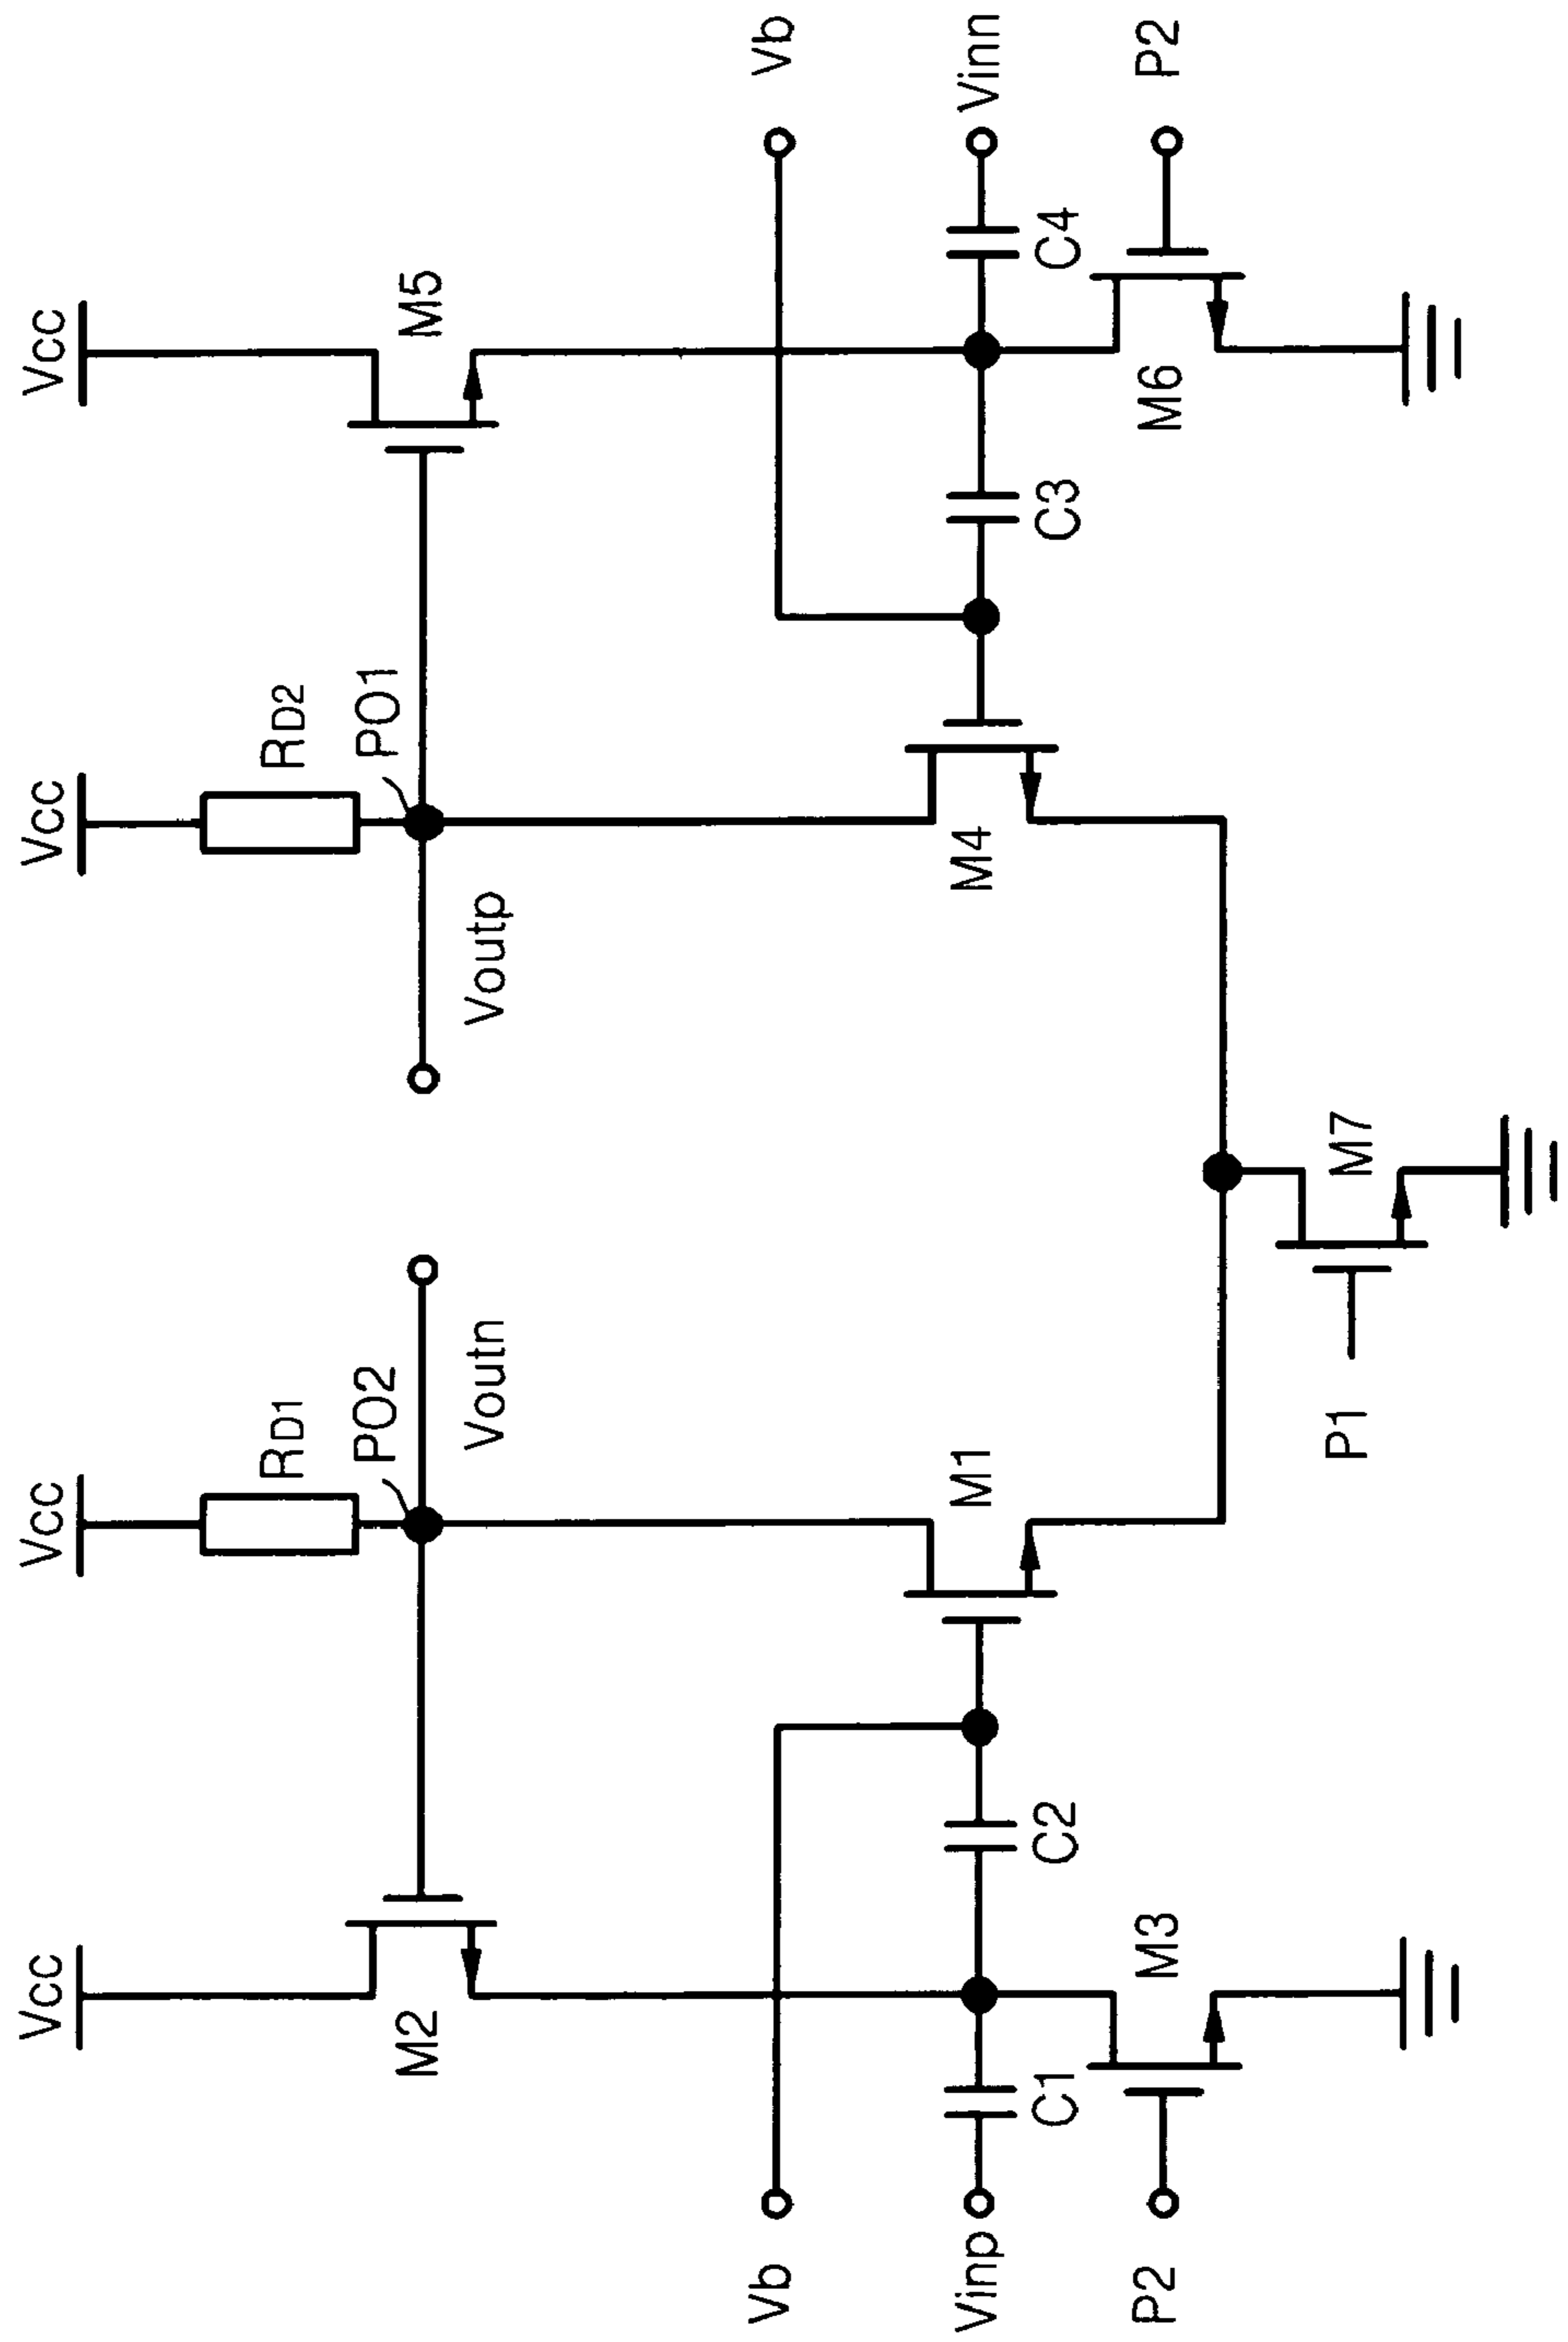 Vcc
Vcc
Vcc
Vcc
RD1
RD2
PO2
PO1
M2
M5
Voutn
Voutp
Vb
Vb
Vinp
C1
C2
M1
M4
C3
C4
Vinn
P2
M3
M6
P2
P1
M7